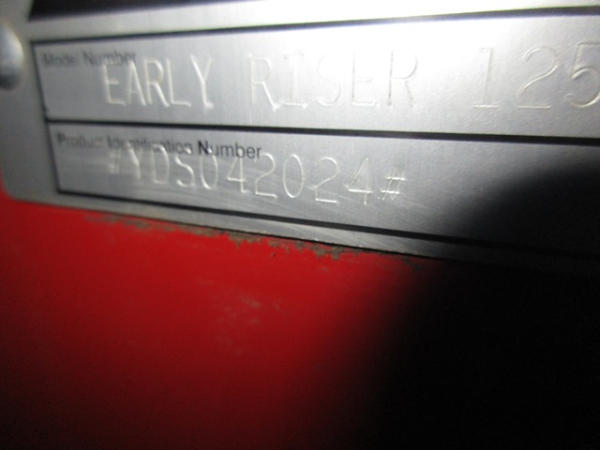 Model Number
EARLY RISER 125
Product Identification Number
#YDS042024#